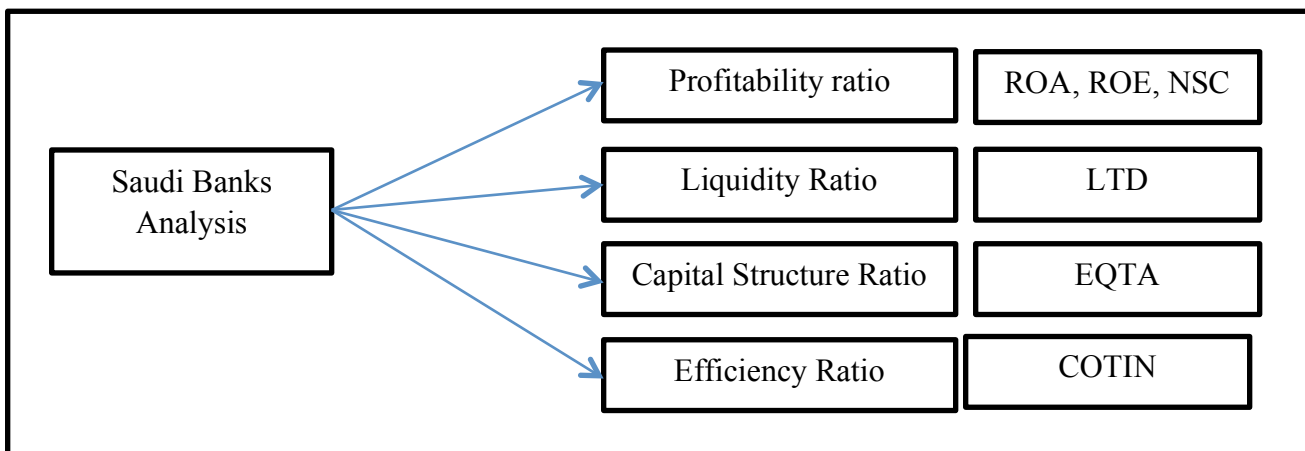 Profitability ratio
ROA, ROE, NSC
Saudi Banks
Analysis
Liquidity Ratio
LTD
Capital Structure Ratio
EQTA
Efficiency Ratio
COTIN